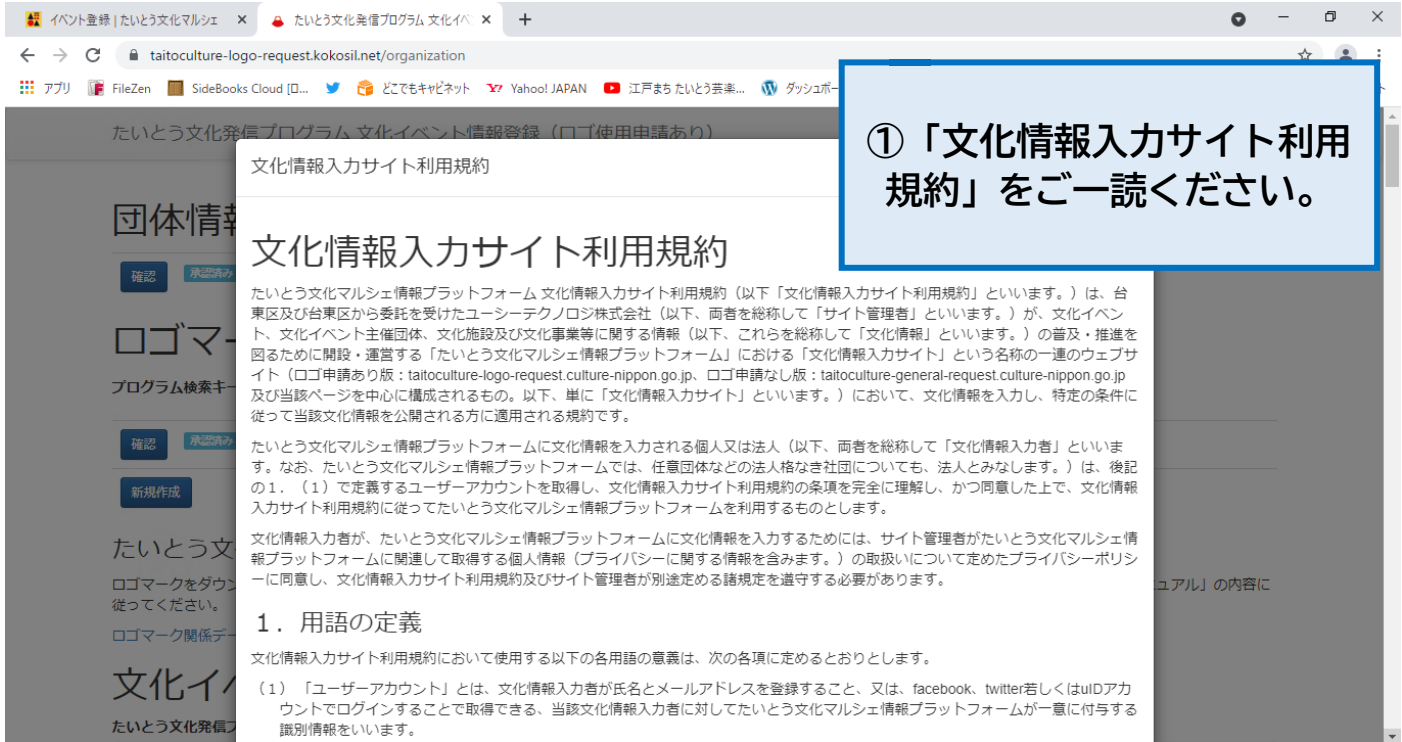 イベント登録 | たいとう文化マルシェ
たいとう文化発信プログラム 文化イベ
taitoculture-logo-request.kokosil.net/organization
アプリ FileZen SideBooks Cloud [ロ... どこでもキャビネット Yahoo! JAPAN 江戸まちたいとう芸楽... ダッシュボー
①「文化情報入力サイト利用
規約」をご一読ください。
たいとう文化発信プログラム 文化イベント情報登録（ロゴ使用申請あり）
文化情報入力サイト利用規約
団体情報
確認 承認済み
ロゴマー
プログラム検索キー
確認 承認済み
新規作成
たいとう文
ロゴマークをダウン
ュアル」の内容に
従ってください。
ロゴマーク関係デー
文化イベ
たいとう文化発信プ
文化情報入力サイト利用規約
たいとう文化マルシェ情報プラットフォーム 文化情報入力サイト利用規約（以下「文化情報入力サイト利用規約」といいます。）は、台
東区及び台東区から委託を受けたユーシーテクノロジ株式会社（以下、両者を総称して「サイト管理者」といいます。）が、文化イベン
ト、文化イベント主催団体、文化施設及び文化事業等に関する情報（以下、これらを総称して「文化情報」といいます。）の普及・推進を
図るために開設・運営する「たいとう文化マルシェ情報プラットフォーム」における「文化情報入力サイト」という名称の一連のウェブサ
イト（ロゴ申請あり版：taitoculture-logo-request.culture-nippon.go.jp、ロゴ申請なし版：taitoculture-general-request.culture-nippon.go.jp
及び当該ページを中心に構成されるもの。以下、単に「文化情報入力サイト」といいます。）において、文化情報を入力し、特定の条件に
従って当該文化情報を公開される方に適用される規約です。
たいとう文化マルシェ情報プラットフォームに文化情報を入力される個人又は法人（以下、両者を総称して「文化情報入力者」といいま
す。なお、たいとう文化マルシェ情報プラットフォームでは、任意団体などの法人格なき社団についても、法人とみなします。）は、後記
の１．（１）で定義するユーザーアカウントを取得し、文化情報入力サイト利用規約の条項を完全に理解し、かつ同意した上で、文化情報
入力サイト利用規約に従ってたいとう文化マルシェ情報プラットフォームを利用するものとします。
文化情報入力者が、たいとう文化マルシェ情報プラットフォームに文化情報を入力するためには、サイト管理者がたいとう文化マルシェ情
報プラットフォームに関連して取得する個人情報（プライバシーに関する情報を含みます。）の取扱いについて定めたプライバシーポリシ
ーに同意し、文化情報入力サイト利用規約及びサイト管理者が別途定める諸規定を遵守する必要があります。
１．用語の定義
文化情報入力サイト利用規約において使用する以下の各用語の意義は、次の各項に定めるとおりとします。
（１）「ユーザーアカウント」とは、文化情報入力者が氏名とメールアドレスを登録すること、又は、facebook、twitter若しくはuIDアカ
ウントでログインすることで取得できる、当該文化情報入力者に対してたいとう文化マルシェ情報プラットフォームが一意に付与する
識別情報をいいます。